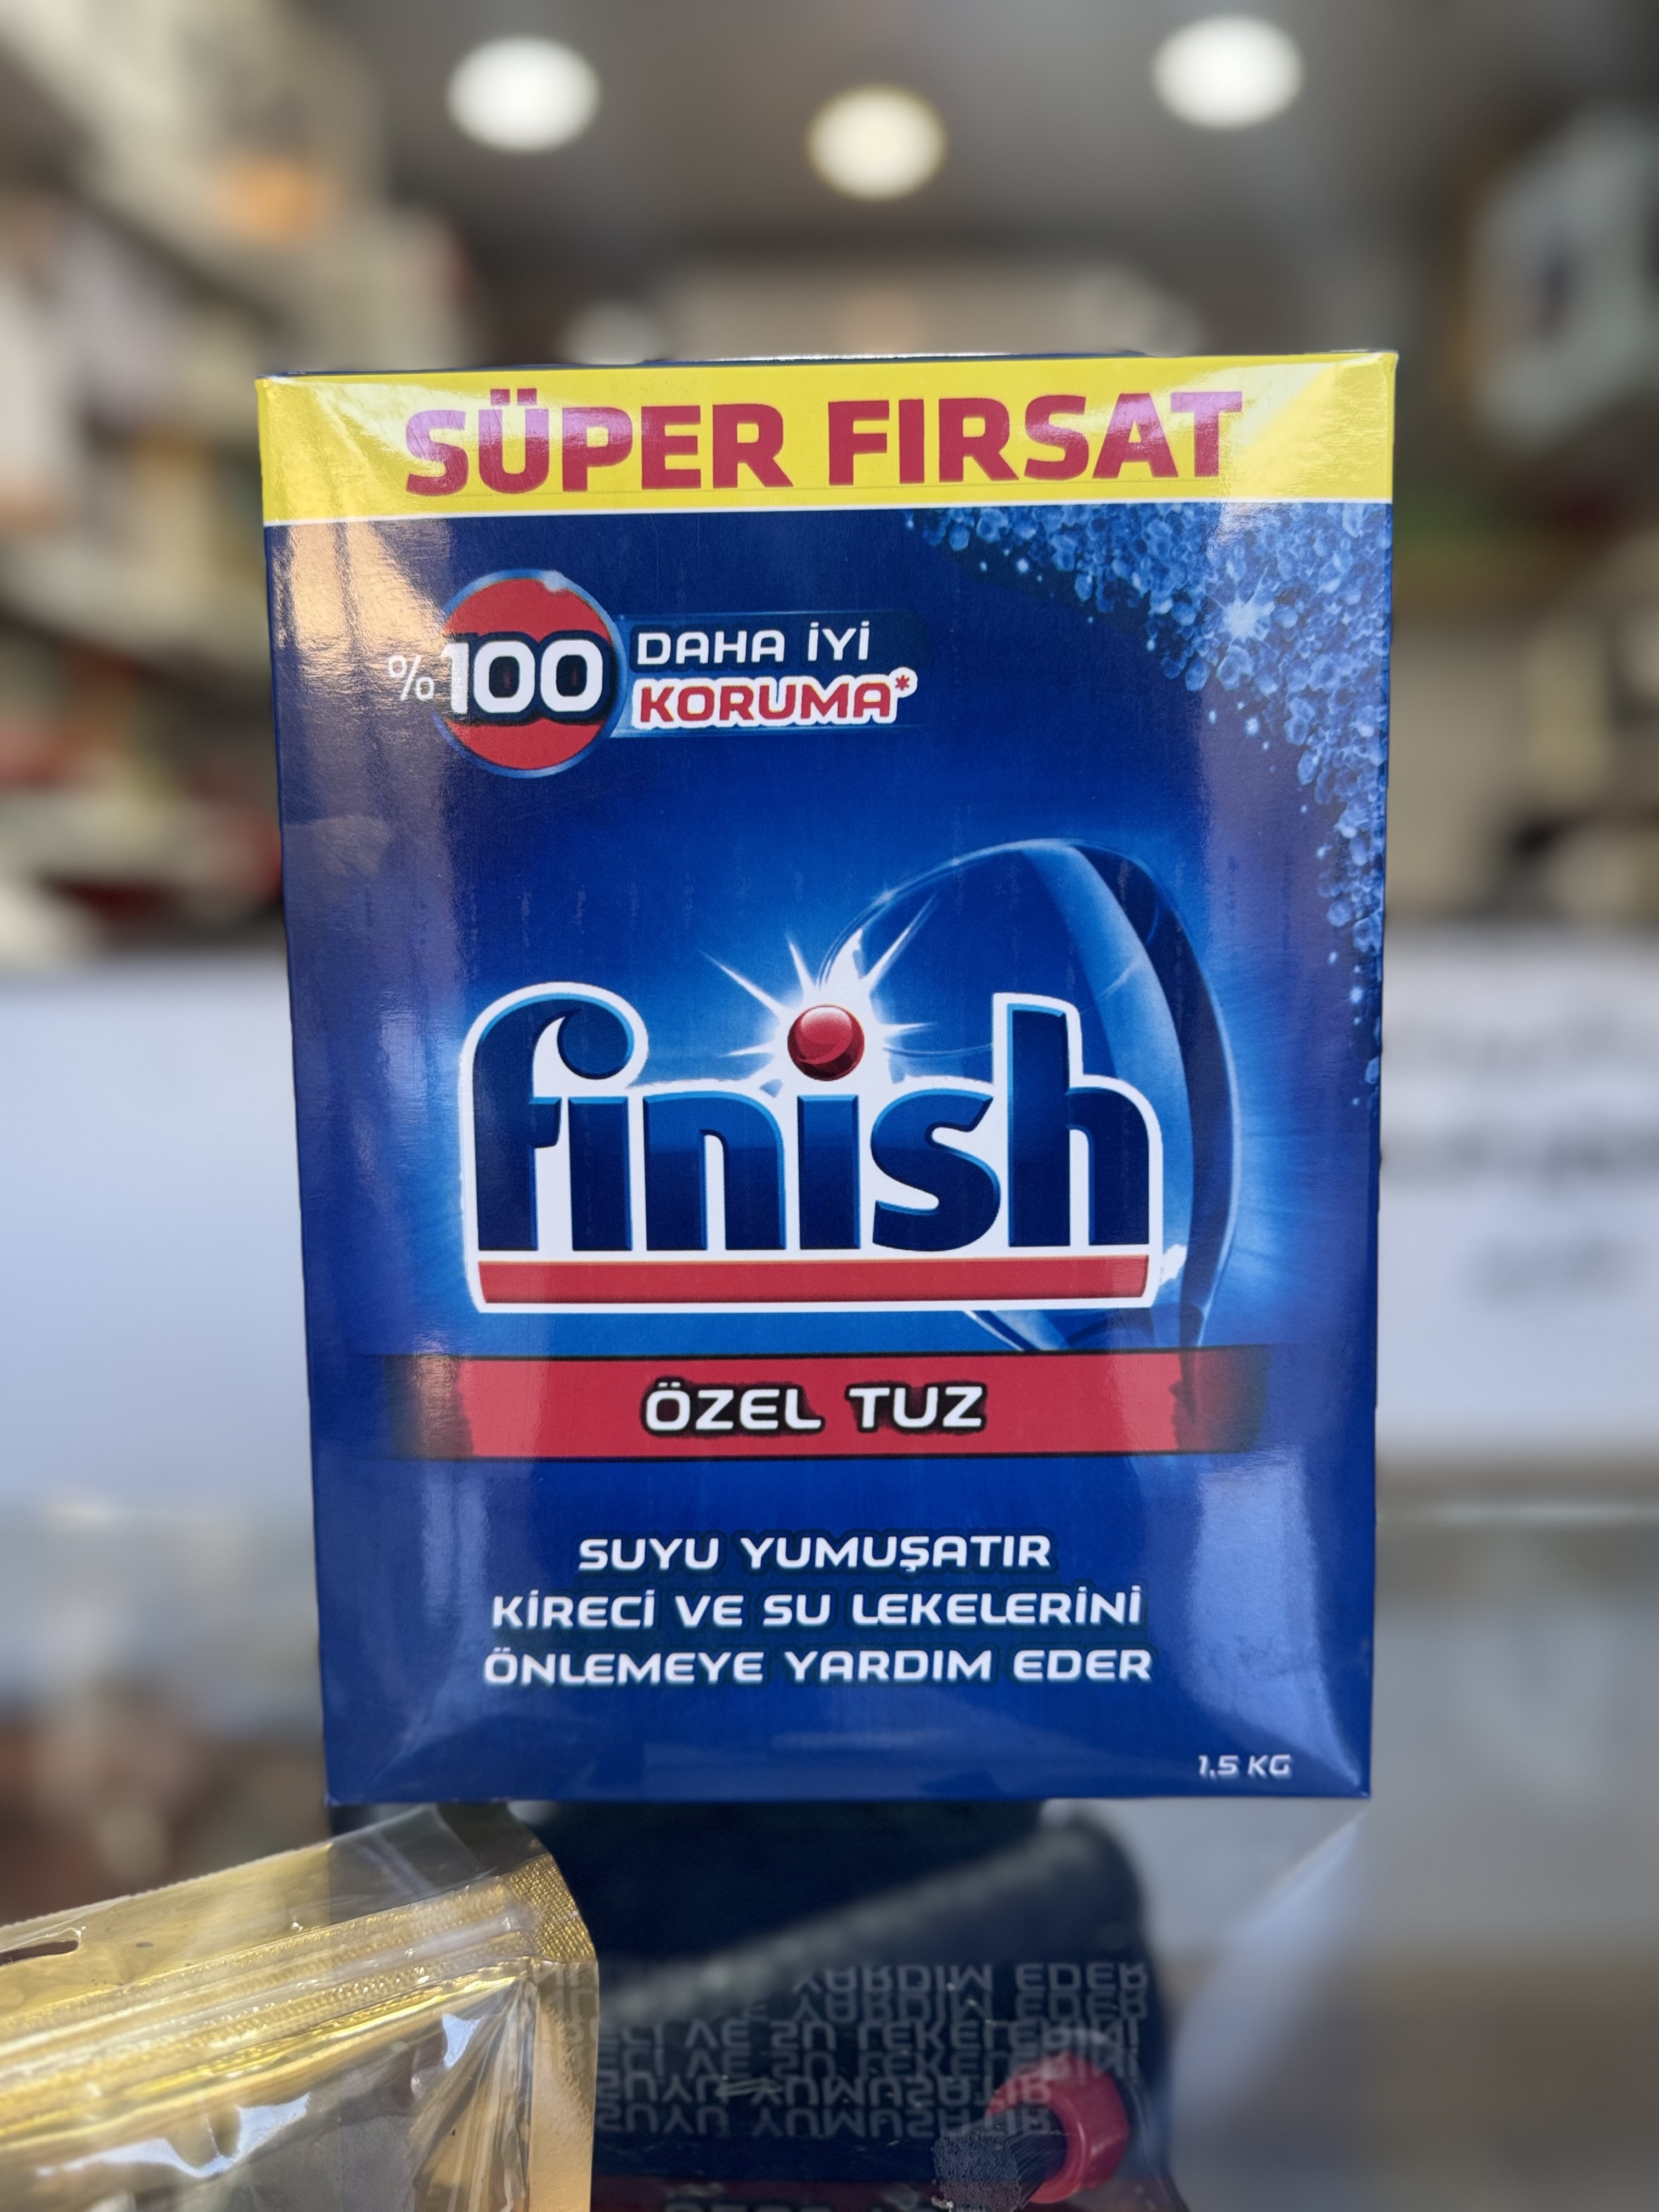 SÜPER FIRSAT
%100 DAHA İYİ
KORUMA*
finish
ÖZEL TUZ
SUYU YUMUŞATIR
KİRECİ VE SU LEKELERİNİ
ÖNLEMEYE YARDIM EDER
1,5 KG